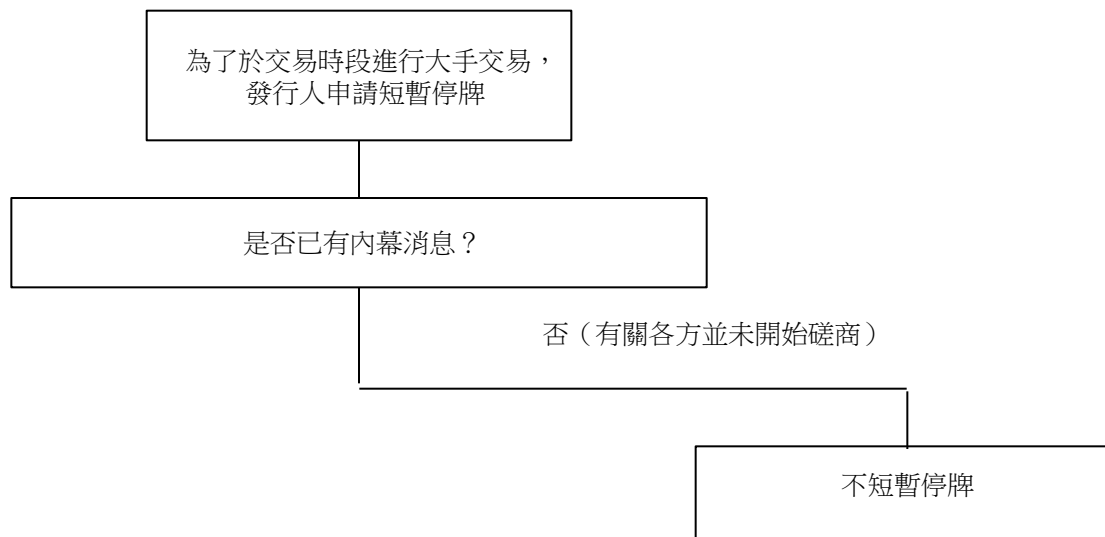 為了於交易時段進行大手交易，
發行人申請短暫停牌
是否已有內幕消息？
否（有關各方並未開始磋商）
不短暫停牌